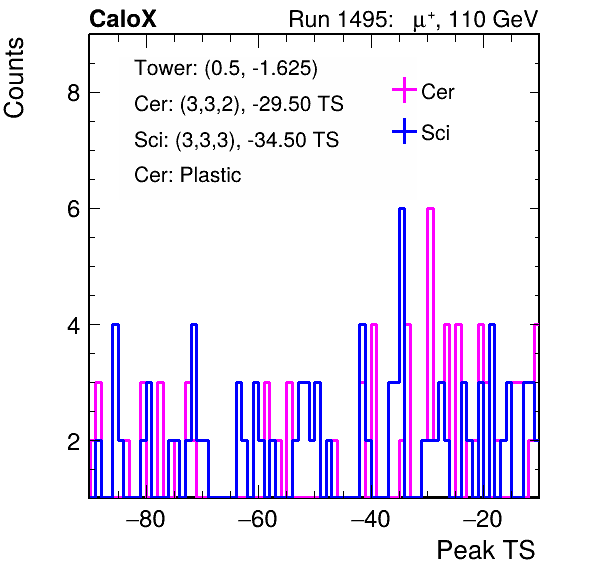 CaloX Run 1495: μ⁺, 110 GeV
Counts
Tower: (0.5, -1.625)
Cer: (3,3,2), -29.50 TS
Sci: (3,3,3), -34.50 TS
Cer: Plastic
Cer
Sci
8
6
4
2
−80 −60 −40 −20
Peak TS